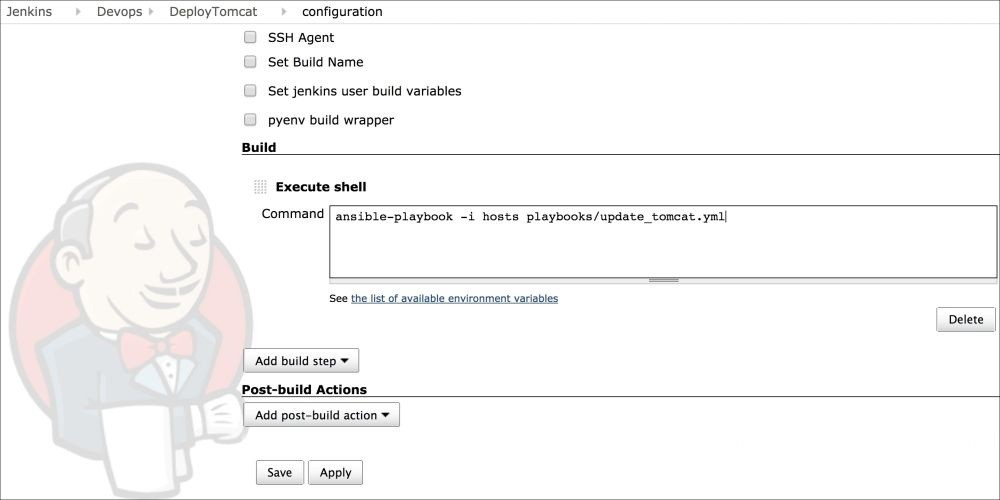 Jenkins Devops DeployTomcat configuration
SSH Agent
Set Build Name
Set jenkins user build variables
pyenv build wrapper
Build
Execute shell
Command ansible-playbook -i hosts playbooks/update_tomcat.yml
See the list of available environment variables
Delete
Add build step
Post-build Actions
Add post-build action
Save Apply